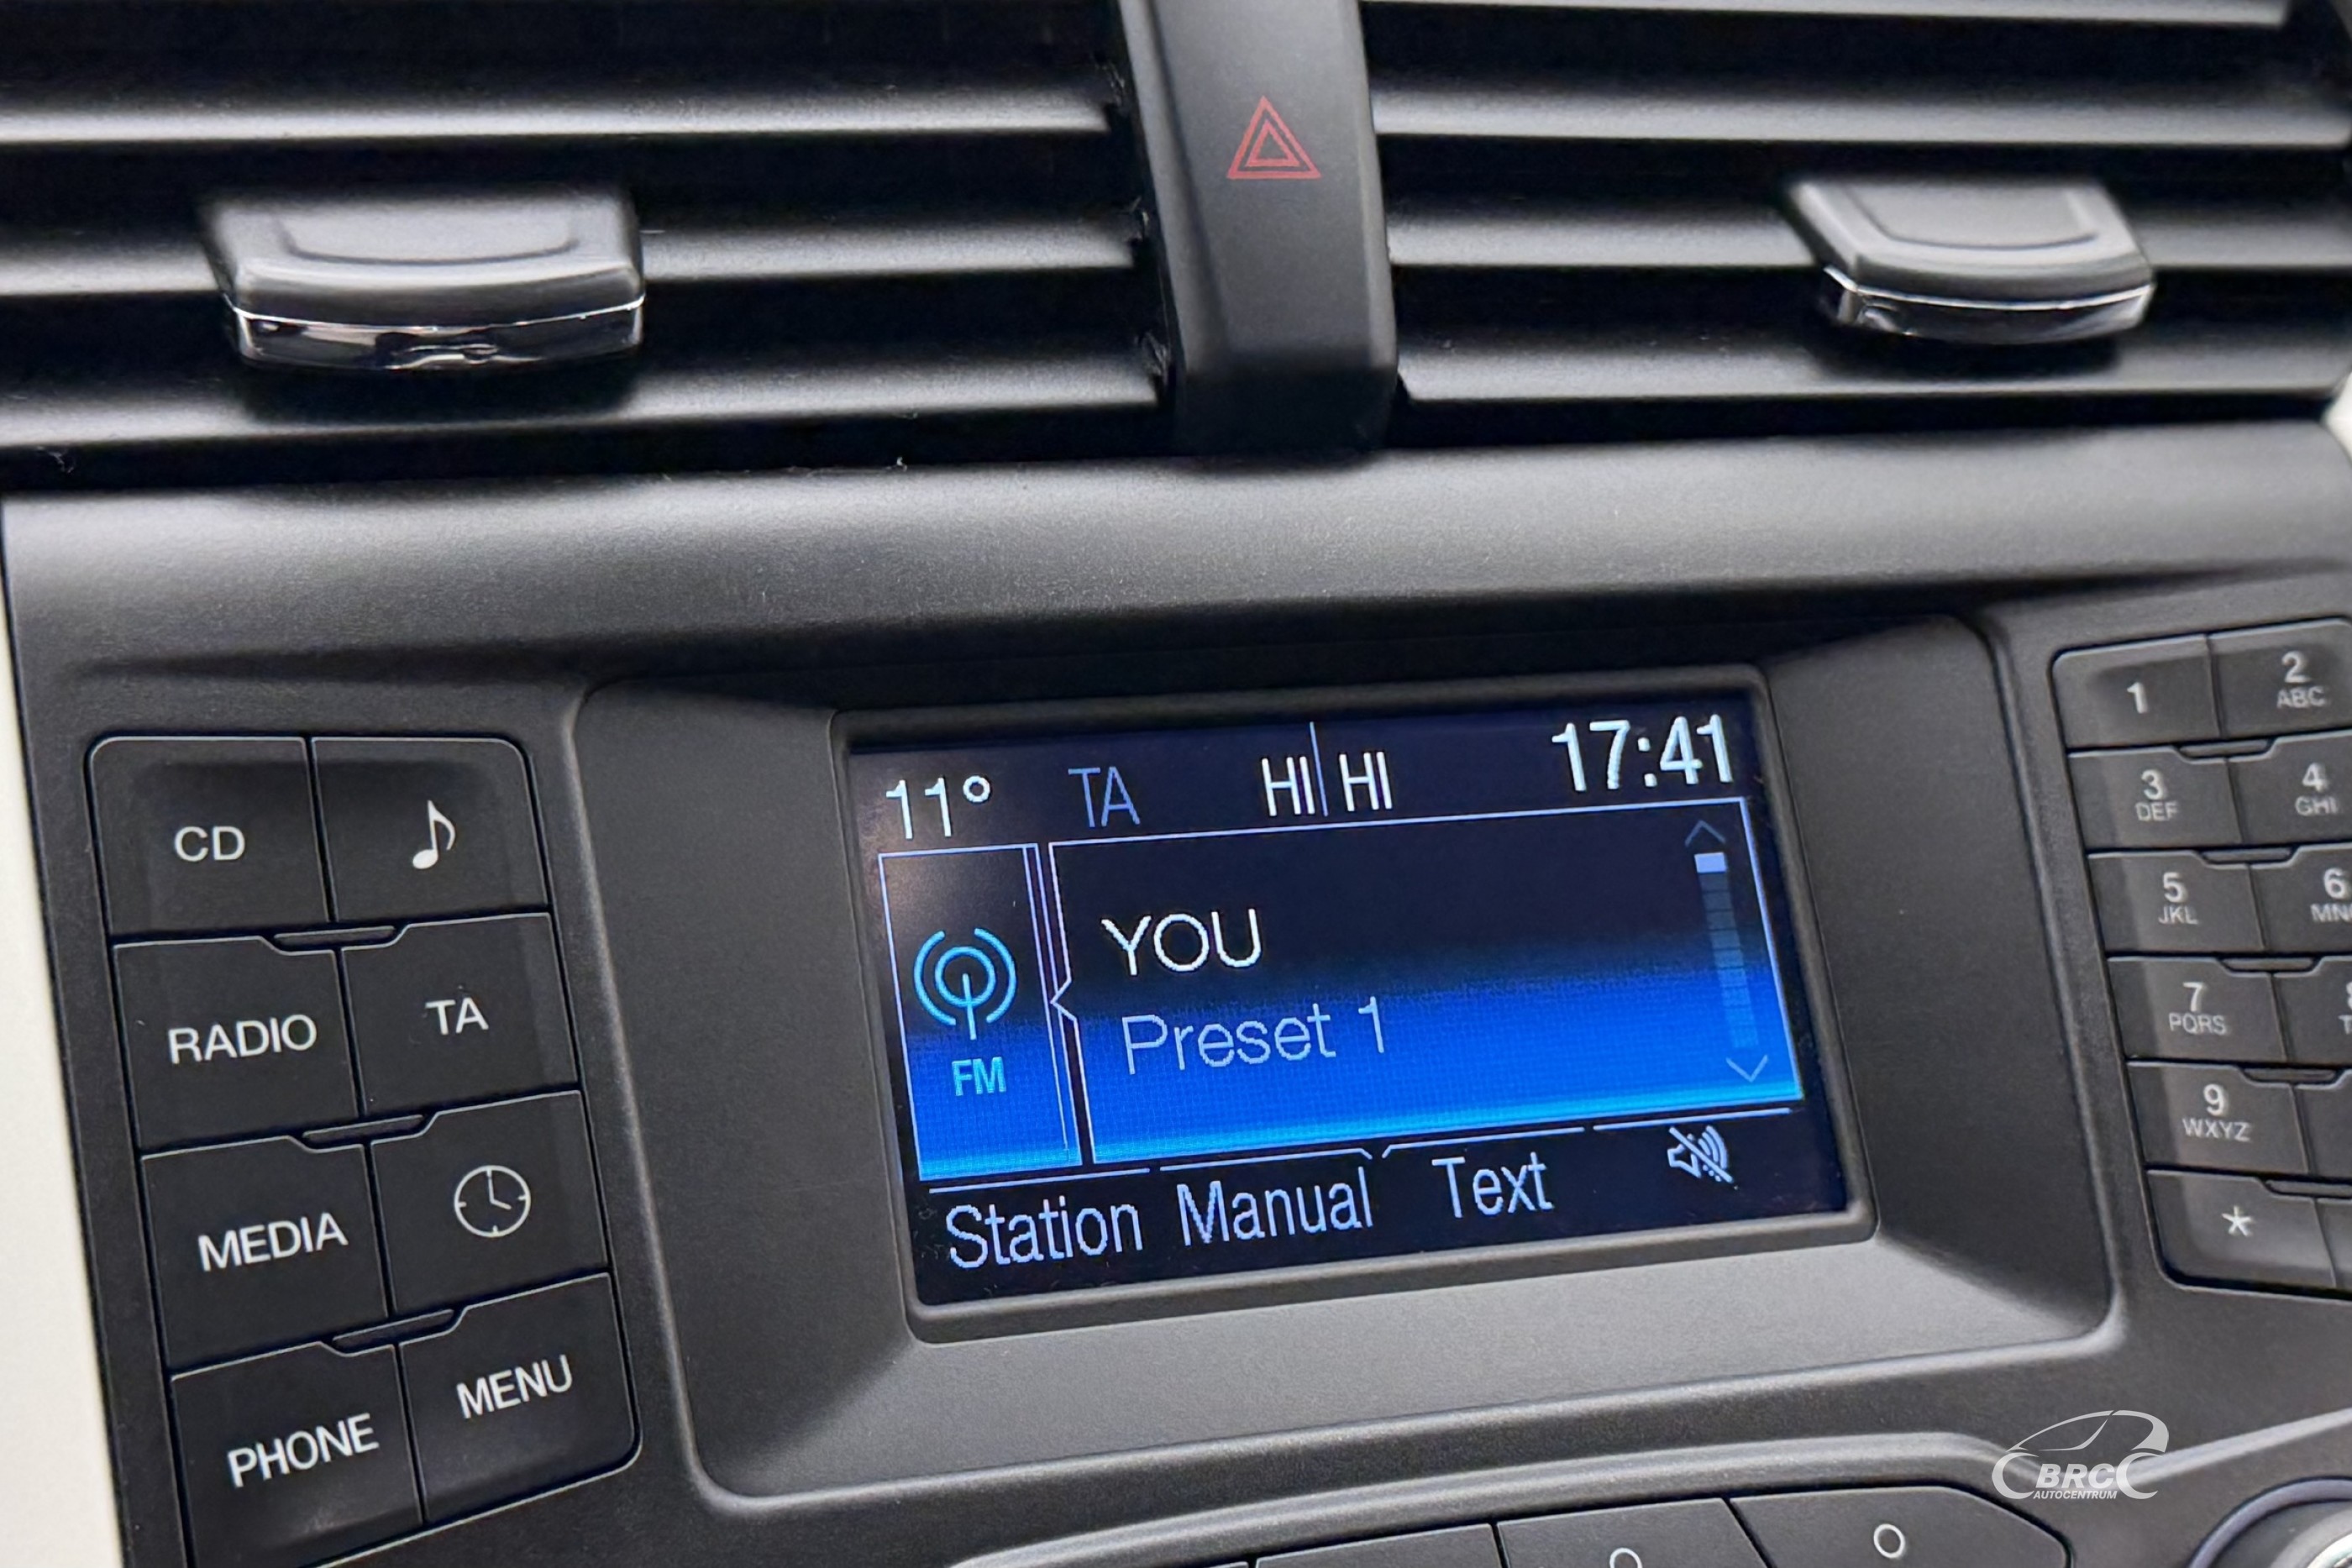 11° TA HI HI 17:41
YOU
Preset 1
FM
Station Manual Text
CD
RADIO TA
MEDIA
PHONE MENU
1 2
ABC
3 4
DEF GHI
5 6
JKL
7
PQRS
9
WXYZ
*
BRC
AUTOCENTRUM